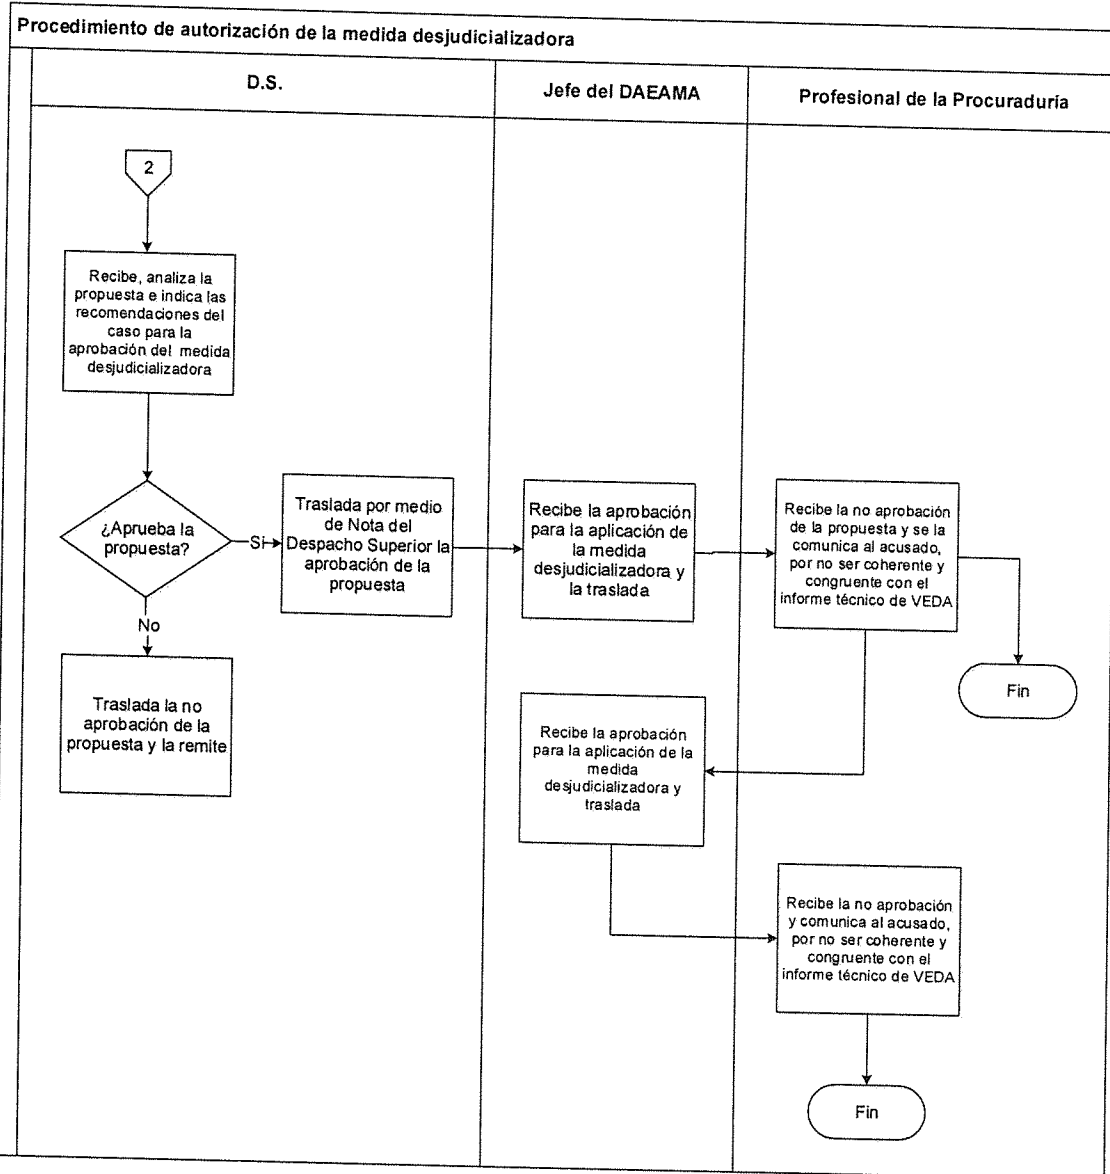 Procedimiento de autorización de la medida desjudicializadora
D.S.
Jefe del DAEAMA
Profesional de la Procuraduría
2
Recibe, analiza la
propuesta e indica las
recomendaciones del
caso para la
aprobación del medida
desjudicializadora
¿Aprueba la
propuesta?
Si
No
Traslada por medio
de Nota del
Despacho Superior la
aprobación de la
propuesta
Recibe la aprobación
para la aplicación de
la medida
desjudicializadora y
la traslada
Recibe la no aprobación
de la propuesta y se la
comunica al acusado,
por no ser coherente y
congruente con el
informe técnico de VEDA
Fin
Traslada la no
aprobación de la
propuesta y la remite
Recibe la aprobación
para la aplicación de la
medida
desjudicializadora y
traslada
Recibe la no aprobación
y comunica al acusado,
por no ser coherente y
congruente con el
informe técnico de VEDA
Fin